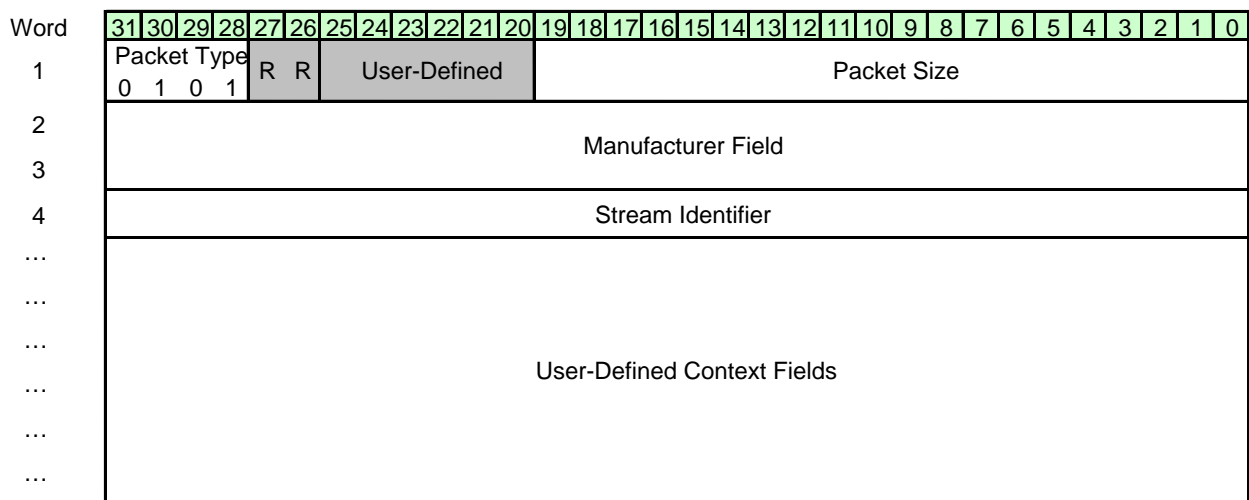 Word 31 30 29 28 27 26 25 24 23 22 21 20 19 18 17 16 15 14 13 12 11 10 9 8 7 6 5 4 3 2 1 0
1 Packet Type R R User-Defined Packet Size
0 1 0 1
2
Manufacturer Field
3
4 Stream Identifier
…
…
…
User-Defined Context Fields
…
…
…